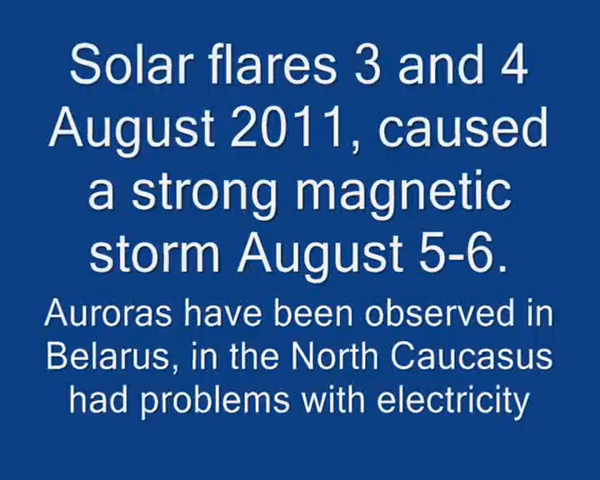 Solar flares 3 and 4
August 2011, caused
a strong magnetic
storm August 5-6.
Auroras have been observed in
Belarus, in the North Caucasus
had problems with electricity